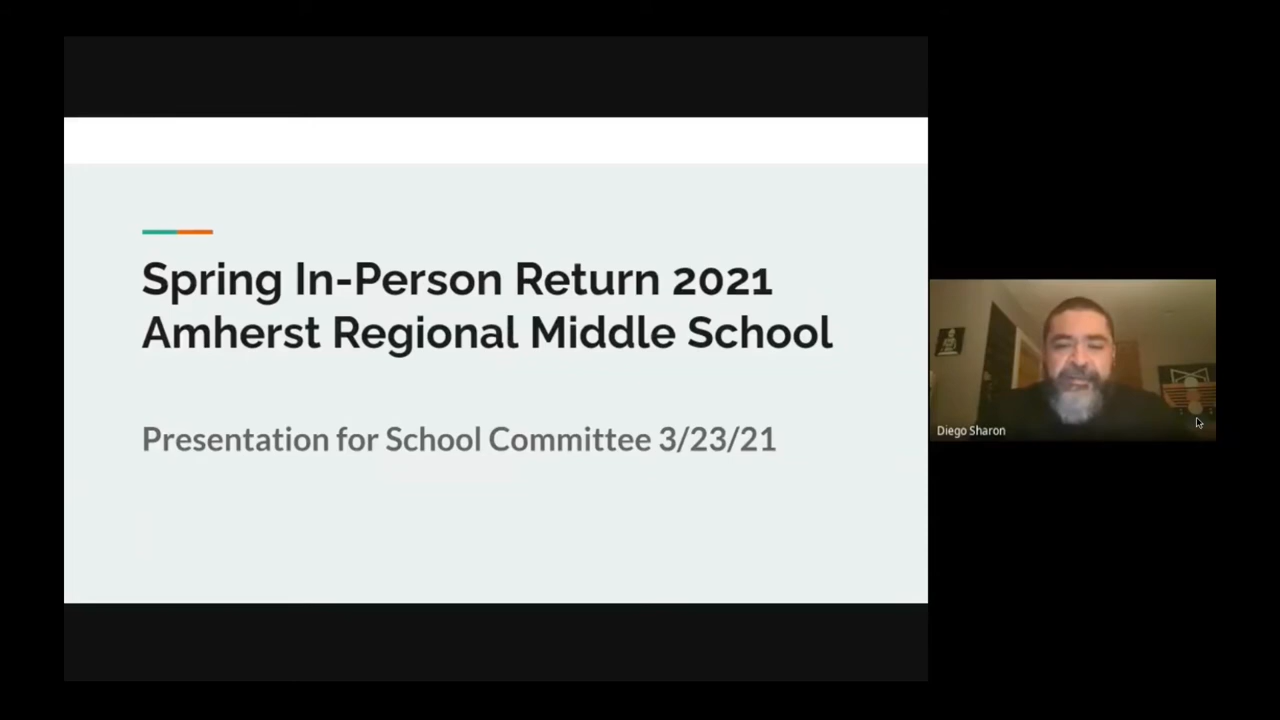 Spring In-Person Return 2021
Amherst Regional Middle School
Presentation for School Committee 3/23/21
Diego Sharon